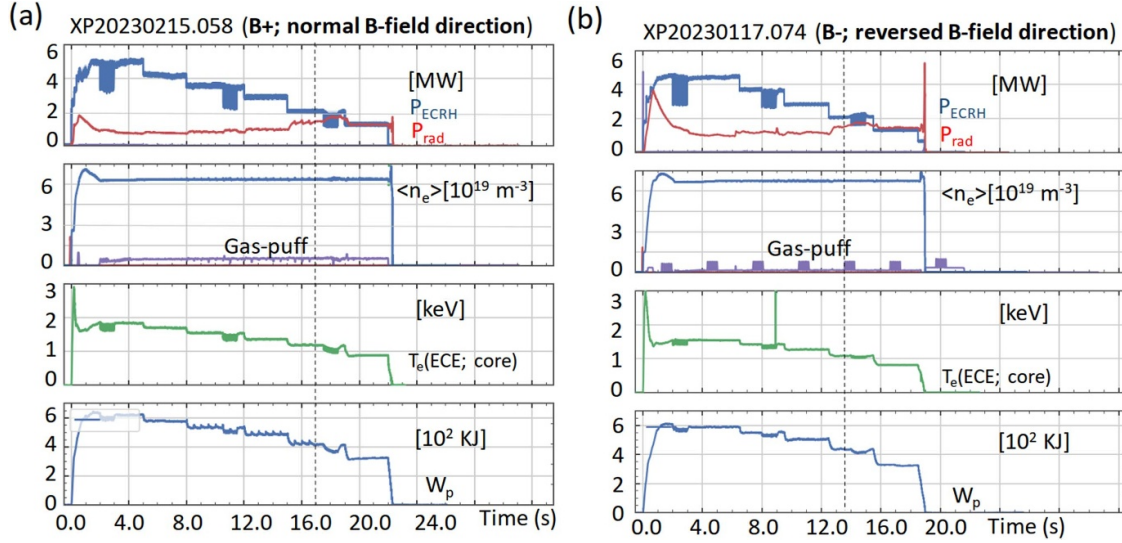 (a)
XP20230215.058 (B+; normal B-field direction)
6
4
2
0
[MW]
P_ECRH
P_rad
6
4
2
0
<n_e>[10^19 m^-3]
Gas-puff
3
2
1
0
[keV]
T_e(ECE; core)
6
4
2
0
[10^2 KJ]
W_p
0.0 4.0 8.0 12.0 16.0 20.0 24.0 Time (s)
(b)
XP20230117.074 (B-; reversed B-field direction)
6
4
2
0
[MW]
P_ECRH
P_rad
6
4
2
0
<n_e>[10^19 m^-3]
Gas-puff
3
2
1
0
[keV]
T_e(ECE; core)
6
4
2
0
[10^2 KJ]
W_p
0.0 4.0 8.0 12.0 16.0 20.0 Time (s)